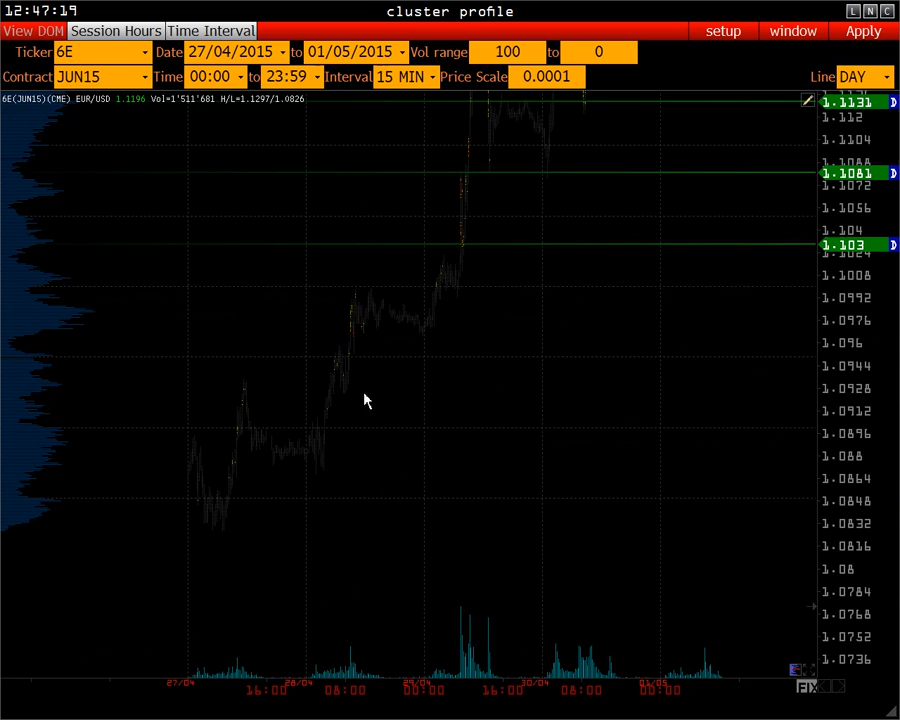 12:47:19 cluster profile L N C
View DOM Session Hours Time Interval setup window Apply
Ticker 6E Date 27/04/2015 to 01/05/2015 Vol range 100 to 0
Contract JUN15 Time 00:00 to 23:59 Interval 15 MIN Price Scale 0.0001 Line DAY
6E(JUN15)(CME) EUR/USD 1.1196 Vol=1'511'681 H/L=1.1297/1.0826
1.1131 D
1.112
1.1104
1.1088
1.1081 D
1.1072
1.1056
1.104
1.103 D
1.1024
1.1008
1.0992
1.0976
1.096
1.0944
1.0928
1.0912
1.0896
1.088
1.0864
1.0848
1.0832
1.0816
1.08
1.0784
1.0768
1.0752
1.0736
27/04 16:00 28/04 08:00 29/04 00:00 16:00 30/04 08:00 01/05 00:00
FIX